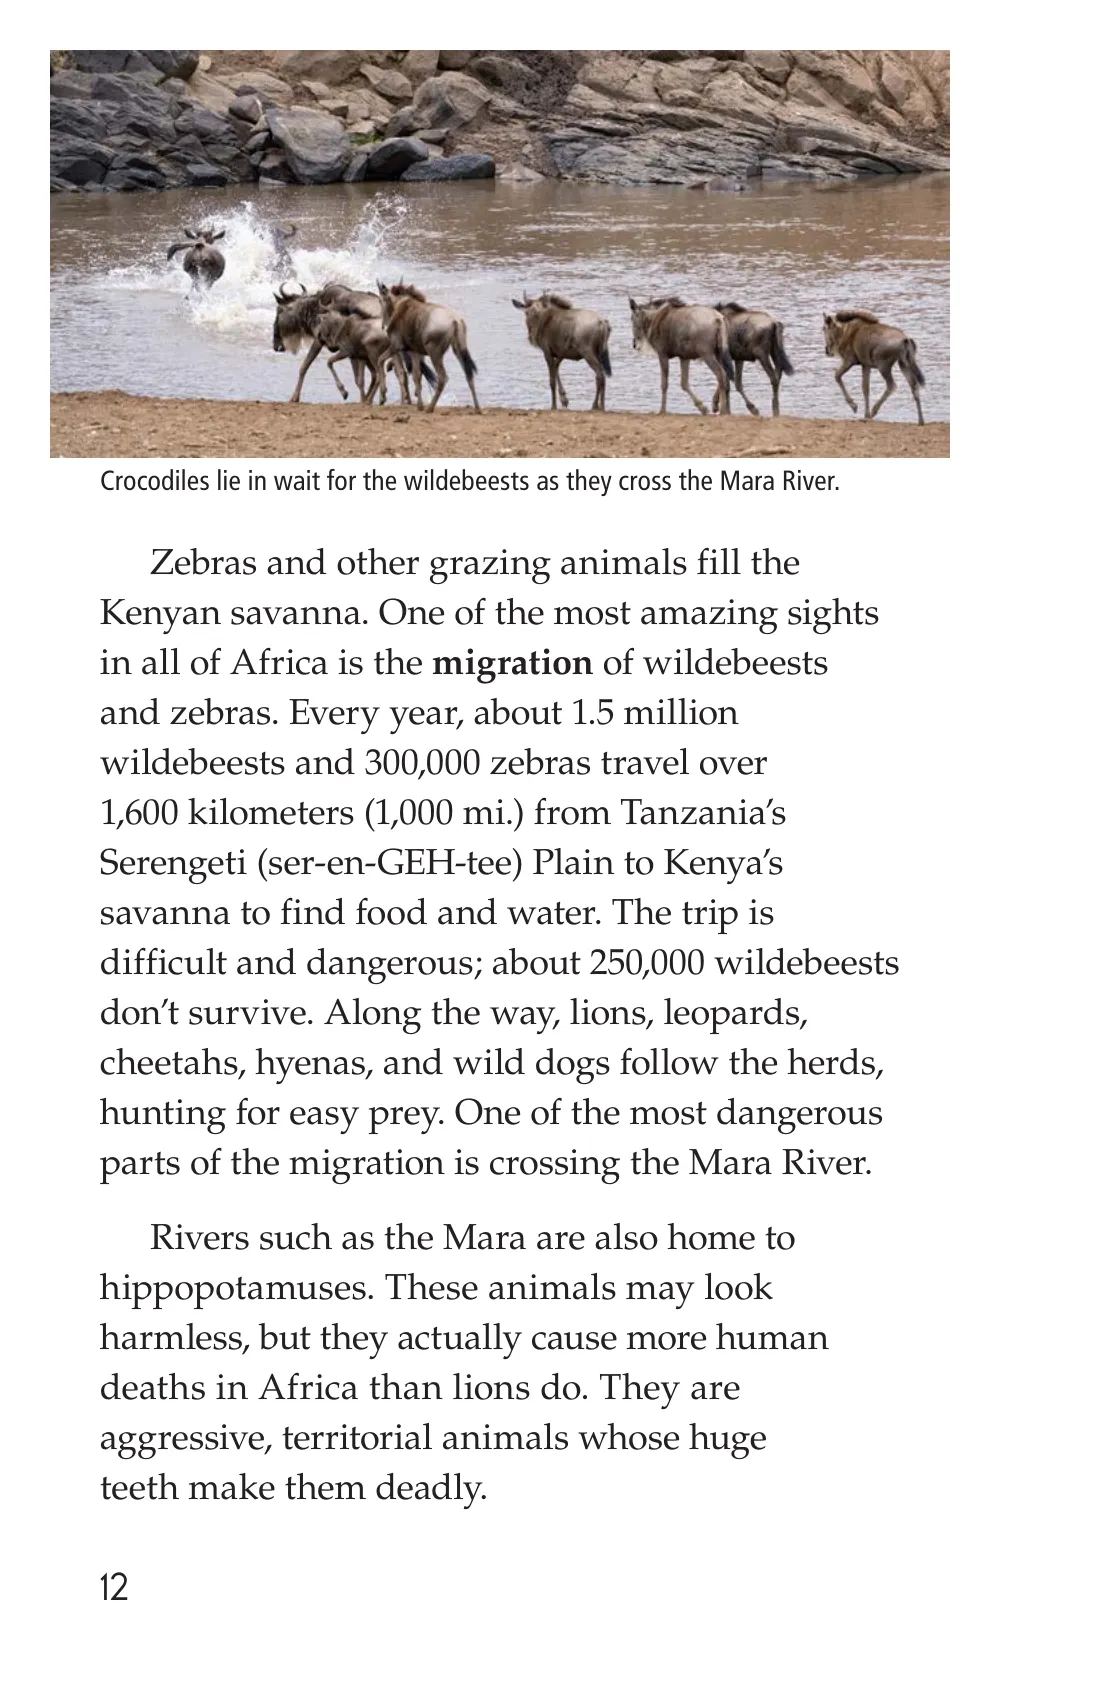 Crocodiles lie in wait for the wildebeests as they cross the Mara River.
Zebras and other grazing animals fill the
Kenyan savanna. One of the most amazing sights
in all of Africa is the migration of wildebeests
and zebras. Every year, about 1.5 million
wildebeests and 300,000 zebras travel over
1,600 kilometers (1,000 mi.) from Tanzania’s
Serengeti (ser-en-GEH-tee) Plain to Kenya’s
savanna to find food and water. The trip is
difficult and dangerous; about 250,000 wildebeests
don’t survive. Along the way, lions, leopards,
cheetahs, hyenas, and wild dogs follow the herds,
hunting for easy prey. One of the most dangerous
parts of the migration is crossing the Mara River.
Rivers such as the Mara are also home to
hippopotamuses. These animals may look
harmless, but they actually cause more human
deaths in Africa than lions do. They are
aggressive, territorial animals whose huge
teeth make them deadly.
12